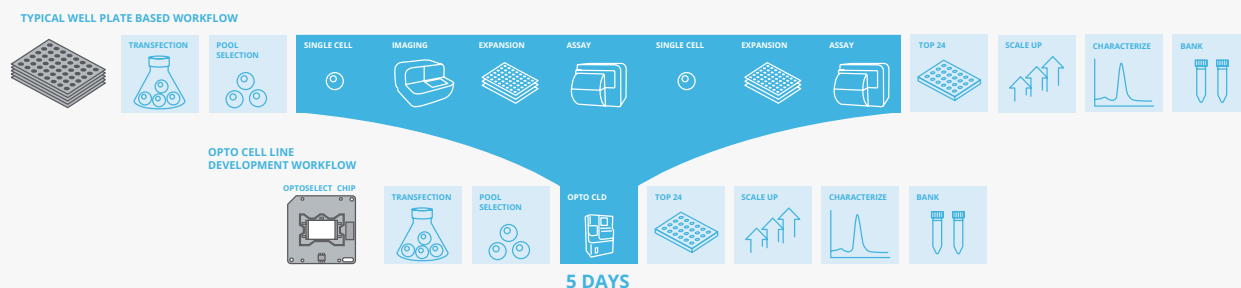 TYPICAL WELL PLATE BASED WORKFLOW
TRANSFECTION
POOL
SELECTION
SINGLE CELL
IMAGING
EXPANSION
ASSAY
SINGLE CELL
EXPANSION
ASSAY
TOP 24
SCALE UP
CHARACTERIZE
BANK
OPTO CELL LINE
DEVELOPMENT WORKFLOW
OPTOSELECT CHIP
TRANSFECTION
POOL
SELECTION
OPTO CLD
TOP 24
SCALE UP
CHARACTERIZE
BANK
5 DAYS